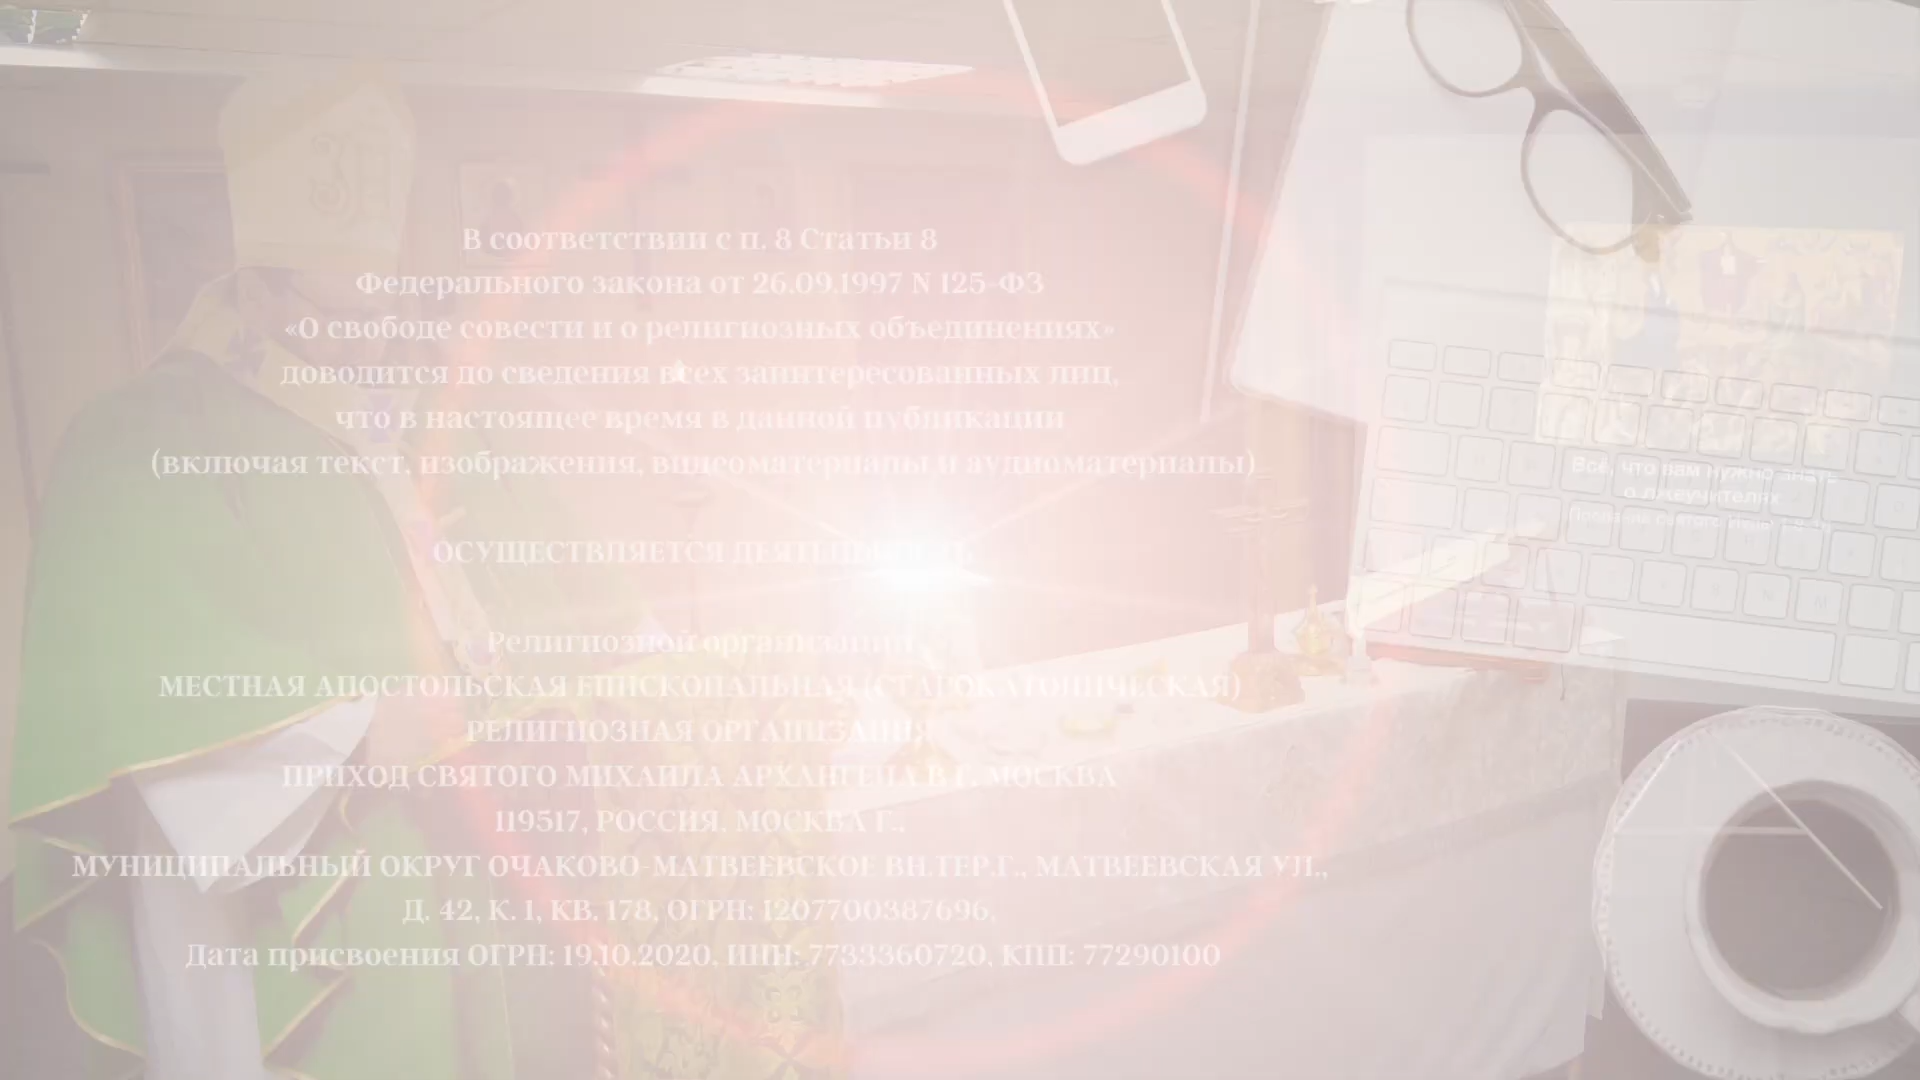 В соответствии с п. 8 Статьи 8
Федерального закона от 26.09.1997 N 125-ФЗ
«О свободе совести и о религиозных объединениях»
доводится до сведения всех заинтересованных лиц,
что в настоящее время в данной публикации
(включая текст, изображения, видеоматериалы и аудиоматериалы)
ОСУЩЕСТВЛЯЕТСЯ ДЕЯТЕЛЬНОСТЬ
Религиозной организации
МЕСТНАЯ АПОСТОЛЬСКАЯ ЕПИСКОПАЛЬНАЯ (СТАРОКАТОЛИЧЕСКАЯ)
РЕЛИГИОЗНАЯ ОРГАНИЗАЦИЯ
ПРИХОД СВЯТОГО МИХАИЛА АРХАНГЕЛА В Г. МОСКВА
119517, РОССИЯ, МОСКВА Г.,
МУНИЦИПАЛЬНЫЙ ОКРУГ ОЧАКОВО-МАТВЕЕВСКОЕ ВН.ТЕР.Г., МАТВЕЕВСКАЯ УЛ.,
Д. 42, К. 1, КВ. 178, ОГРН: 1207700387696,
Дата присвоения ОГРН: 19.10.2020, ИНН: 7733360720, КПП: 77290100
Всё, что вам нужно знать
о лжеучителях
Послание святого Иуды